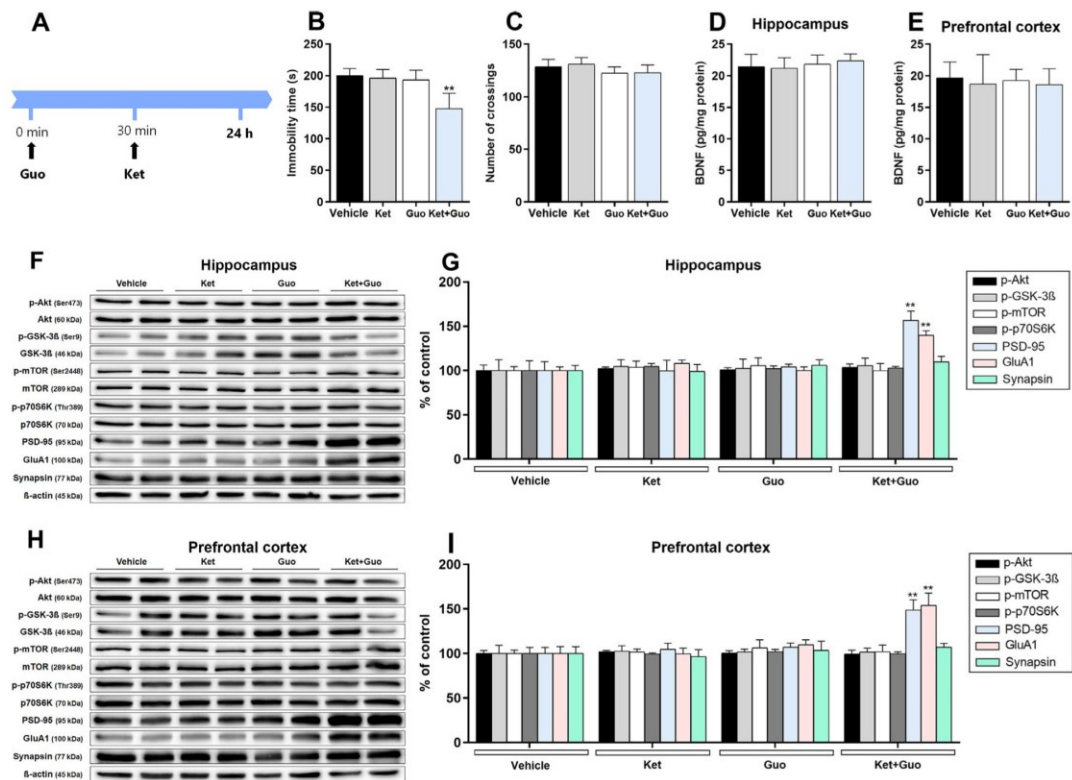 A
0 min
30 min
24 h
Guo
Ket
B
Immobility time (s)
250
200
150
100
50
0
**
Vehicle Ket Guo Ket+Guo
C
Number of crossings
150
100
50
0
Vehicle Ket Guo Ket+Guo
D
Hippocampus
BDNF (pg/mg protein)
30
20
10
0
Vehicle Ket Guo Ket+Guo
E
Prefrontal cortex
BDNF (pg/mg protein)
30
20
10
0
Vehicle Ket Guo Ket+Guo
F
Hippocampus
Vehicle Ket Guo Ket+Guo
p-Akt (Ser473)
Akt (60 kDa)
p-GSK-3ß (Ser9)
GSK-3ß (46 kDa)
p-mTOR (Ser2448)
mTOR (289 kDa)
p-p70S6K (Thr389)
p70S6K (70 kDa)
PSD-95 (95 kDa)
GluA1 (100 kDa)
Synapsin (77 kDa)
ß-actin (45 kDa)
G
Hippocampus
% of control
200
150
100
50
0
** **
Vehicle Ket Guo Ket+Guo
p-Akt
p-GSK-3ß
p-mTOR
p-p70S6K
PSD-95
GluA1
Synapsin
H
Prefrontal cortex
Vehicle Ket Guo Ket+Guo
p-Akt (Ser473)
Akt (60 kDa)
p-GSK-3ß (Ser9)
GSK-3ß (46 kDa)
p-mTOR (Ser2448)
mTOR (289 kDa)
p-p70S6K (Thr389)
p70S6K (70 kDa)
PSD-95 (95 kDa)
GluA1 (100 kDa)
Synapsin (77 kDa)
ß-actin (45 kDa)
I
Prefrontal cortex
% of control
200
150
100
50
0
** **
Vehicle Ket Guo Ket+Guo
p-Akt
p-GSK-3ß
p-mTOR
p-p70S6K
PSD-95
GluA1
Synapsin